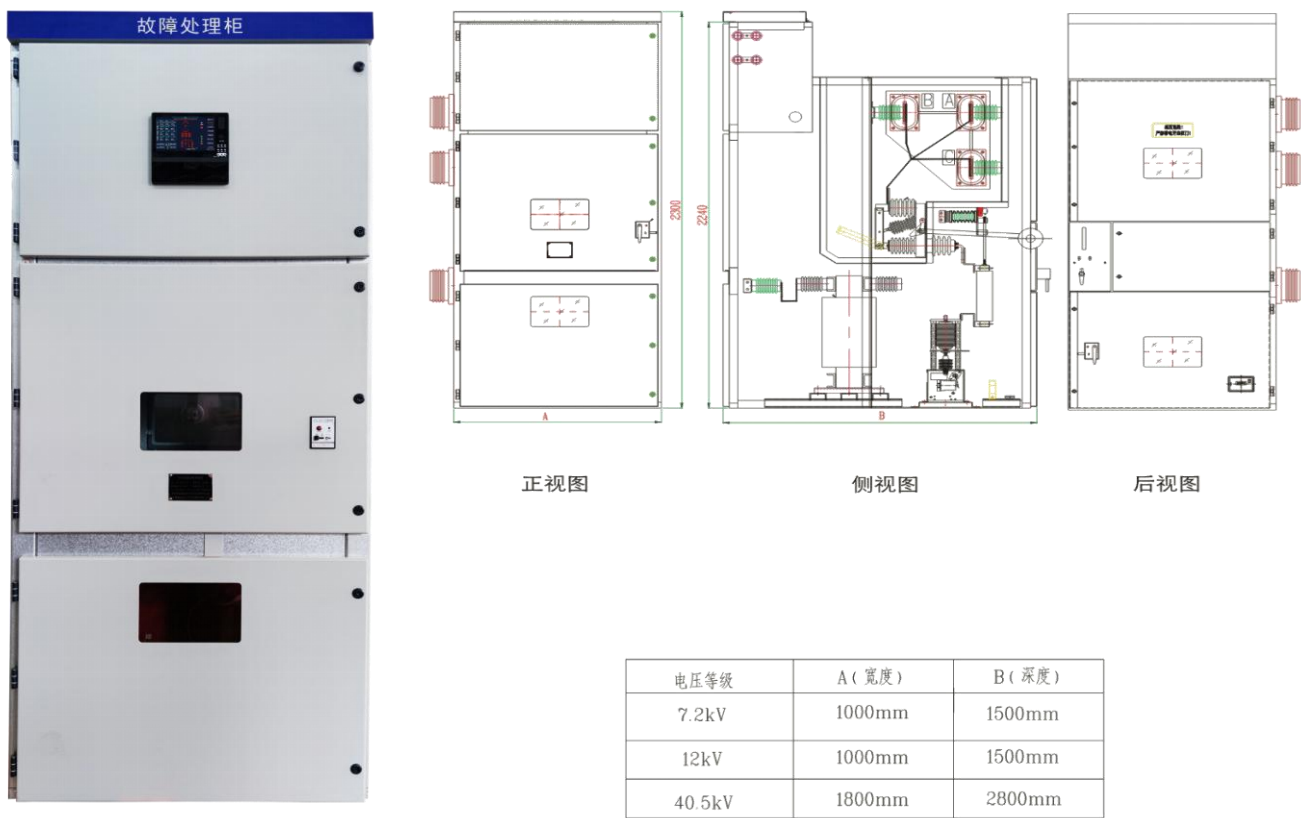 故障处理柜
B
A
C
2300
2240
A
B
正视图
侧视图
后视图
电压等级
A(宽度)
B(深度)
7.2kV
1000mm
1500mm
12kV
1000mm
1500mm
40.5kV
1800mm
2800mm